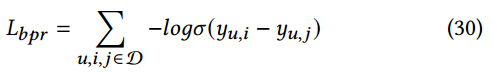 L_{bpr} = \sum_{u,i,j \in \mathcal{D}} -log\sigma(y_{u,i} - y_{u,j}) (30)